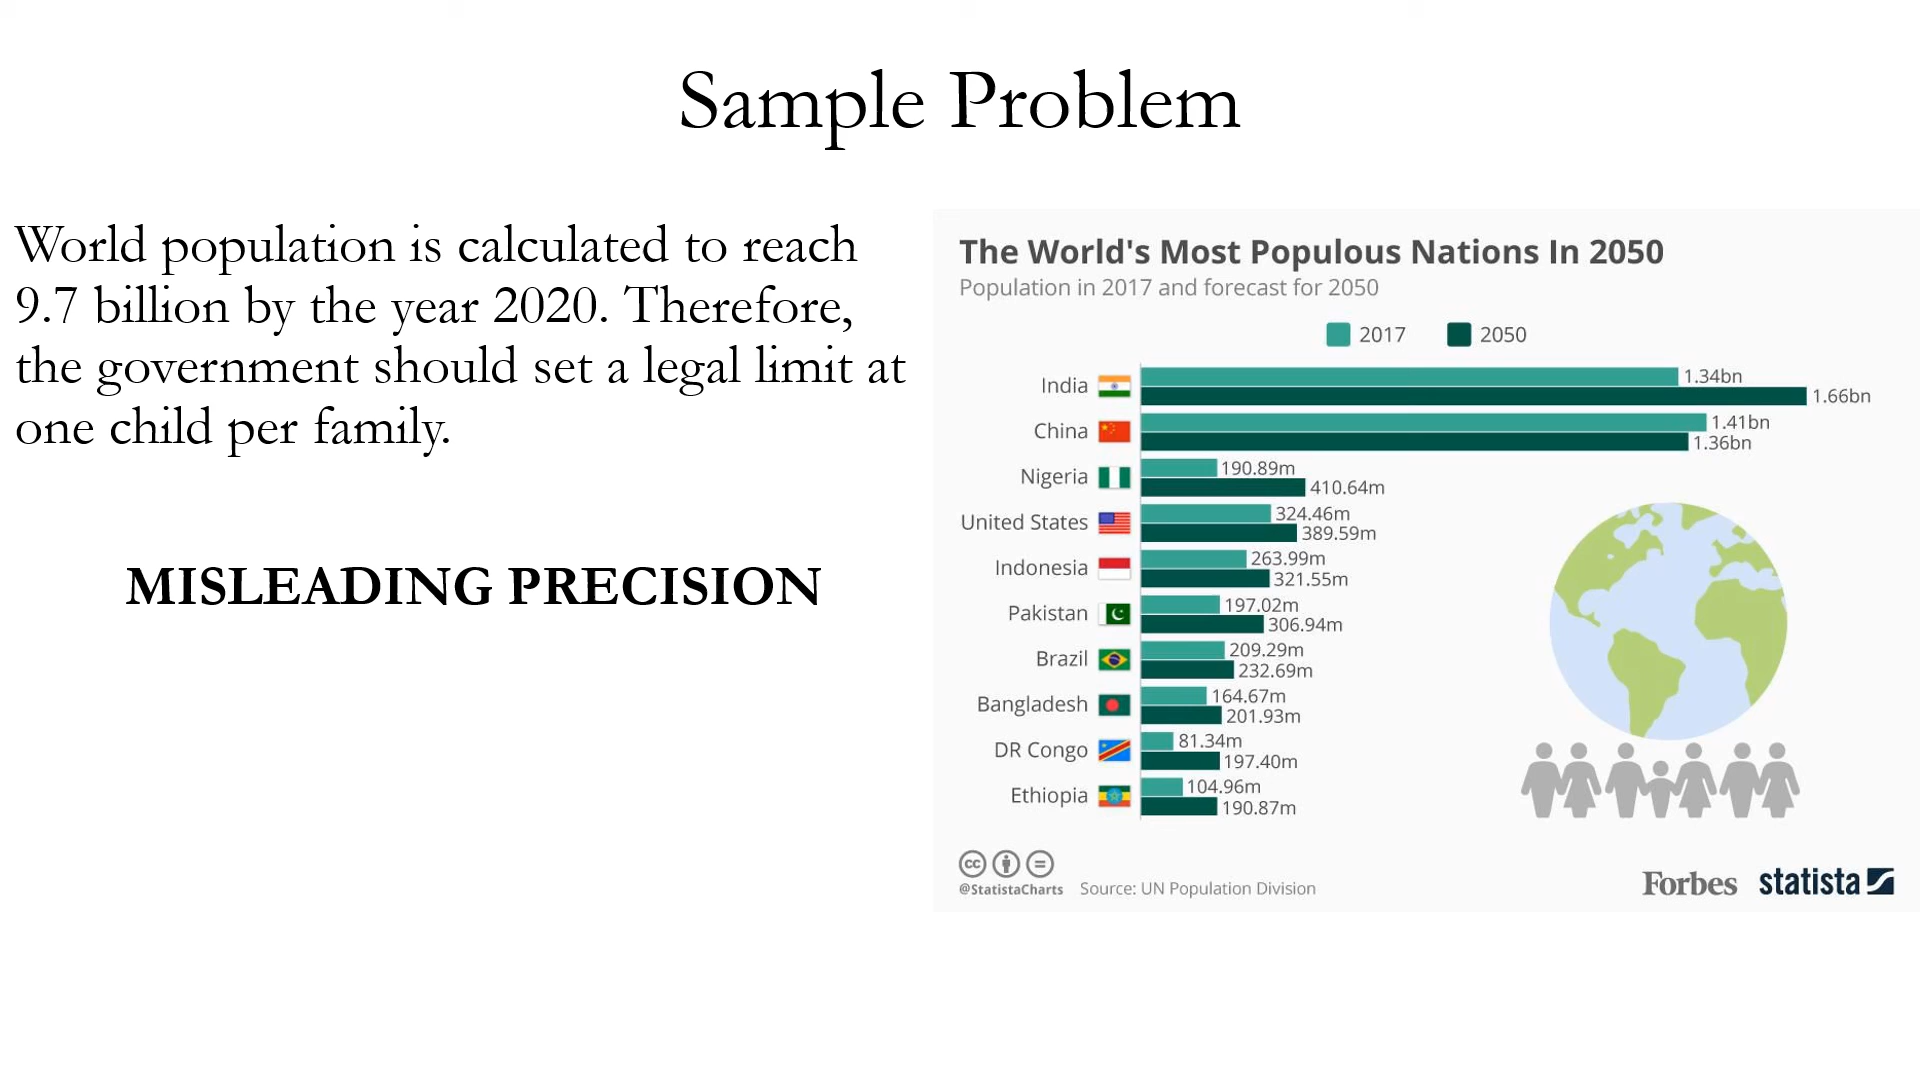 Sample Problem
World population is calculated to reach
9.7 billion by the year 2020. Therefore,
the government should set a legal limit at
one child per family.
MISLEADING PRECISION
The World's Most Populous Nations In 2050
Population in 2017 and forecast for 2050
2017 2050
India 1.34bn
1.66bn
China 1.41bn
1.36bn
Nigeria 190.89m
410.64m
United States 324.46m
389.59m
Indonesia 263.99m
321.55m
Pakistan 197.02m
306.94m
Brazil 209.29m
232.69m
Bangladesh 164.67m
201.93m
DR Congo 81.34m
197.40m
Ethiopia 104.96m
190.87m
cc
@StatistaCharts Source: UN Population Division
Forbes statista